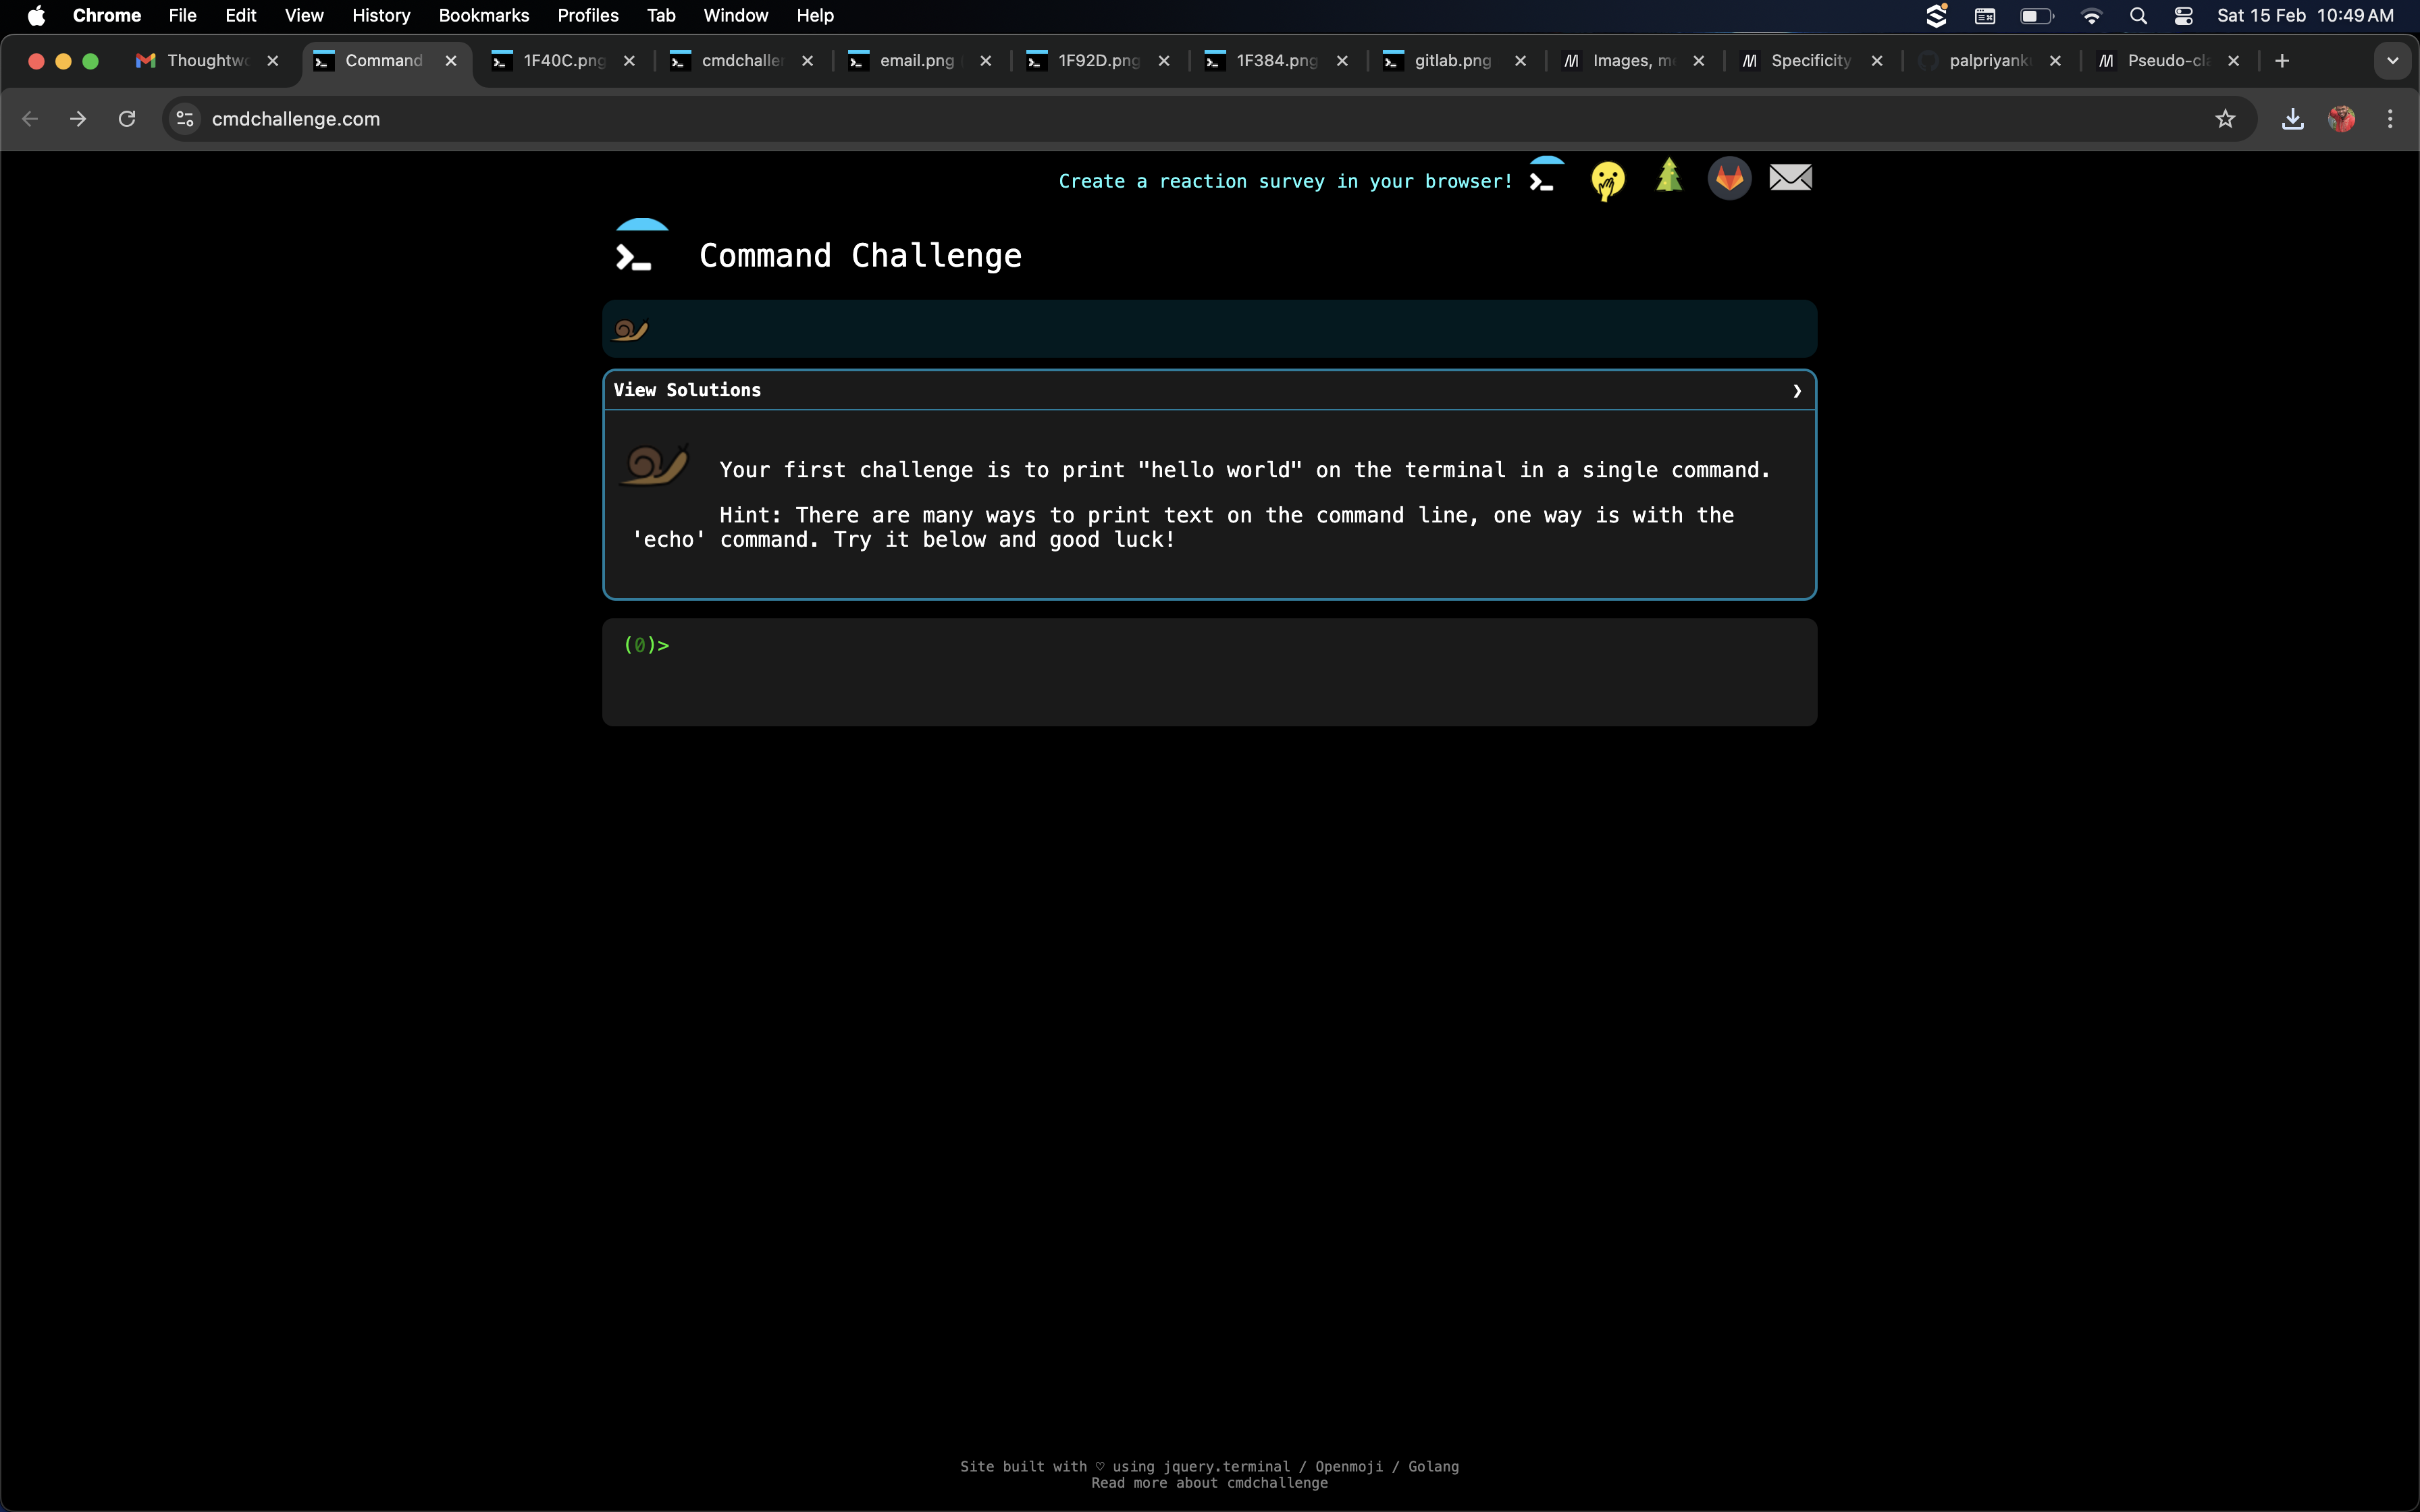 Chrome File Edit View History Bookmarks Profiles Tab Window Help Sat 15 Feb 10:49 AM
Thoughtwo Command 1F40C.png cmdchalle email.png 1F92D.png 1F384.png gitlab.png Images, me Specificity palpriyank Pseudo-cl
cmdchallenge.com
Create a reaction survey in your browser!
Command Challenge
View Solutions
Your first challenge is to print "hello world" on the terminal in a single command.
Hint: There are many ways to print text on the command line, one way is with the
'echo' command. Try it below and good luck!
(0)>
Site built with ♡ using jquery.terminal / Openmoji / Golang
Read more about cmdchallenge